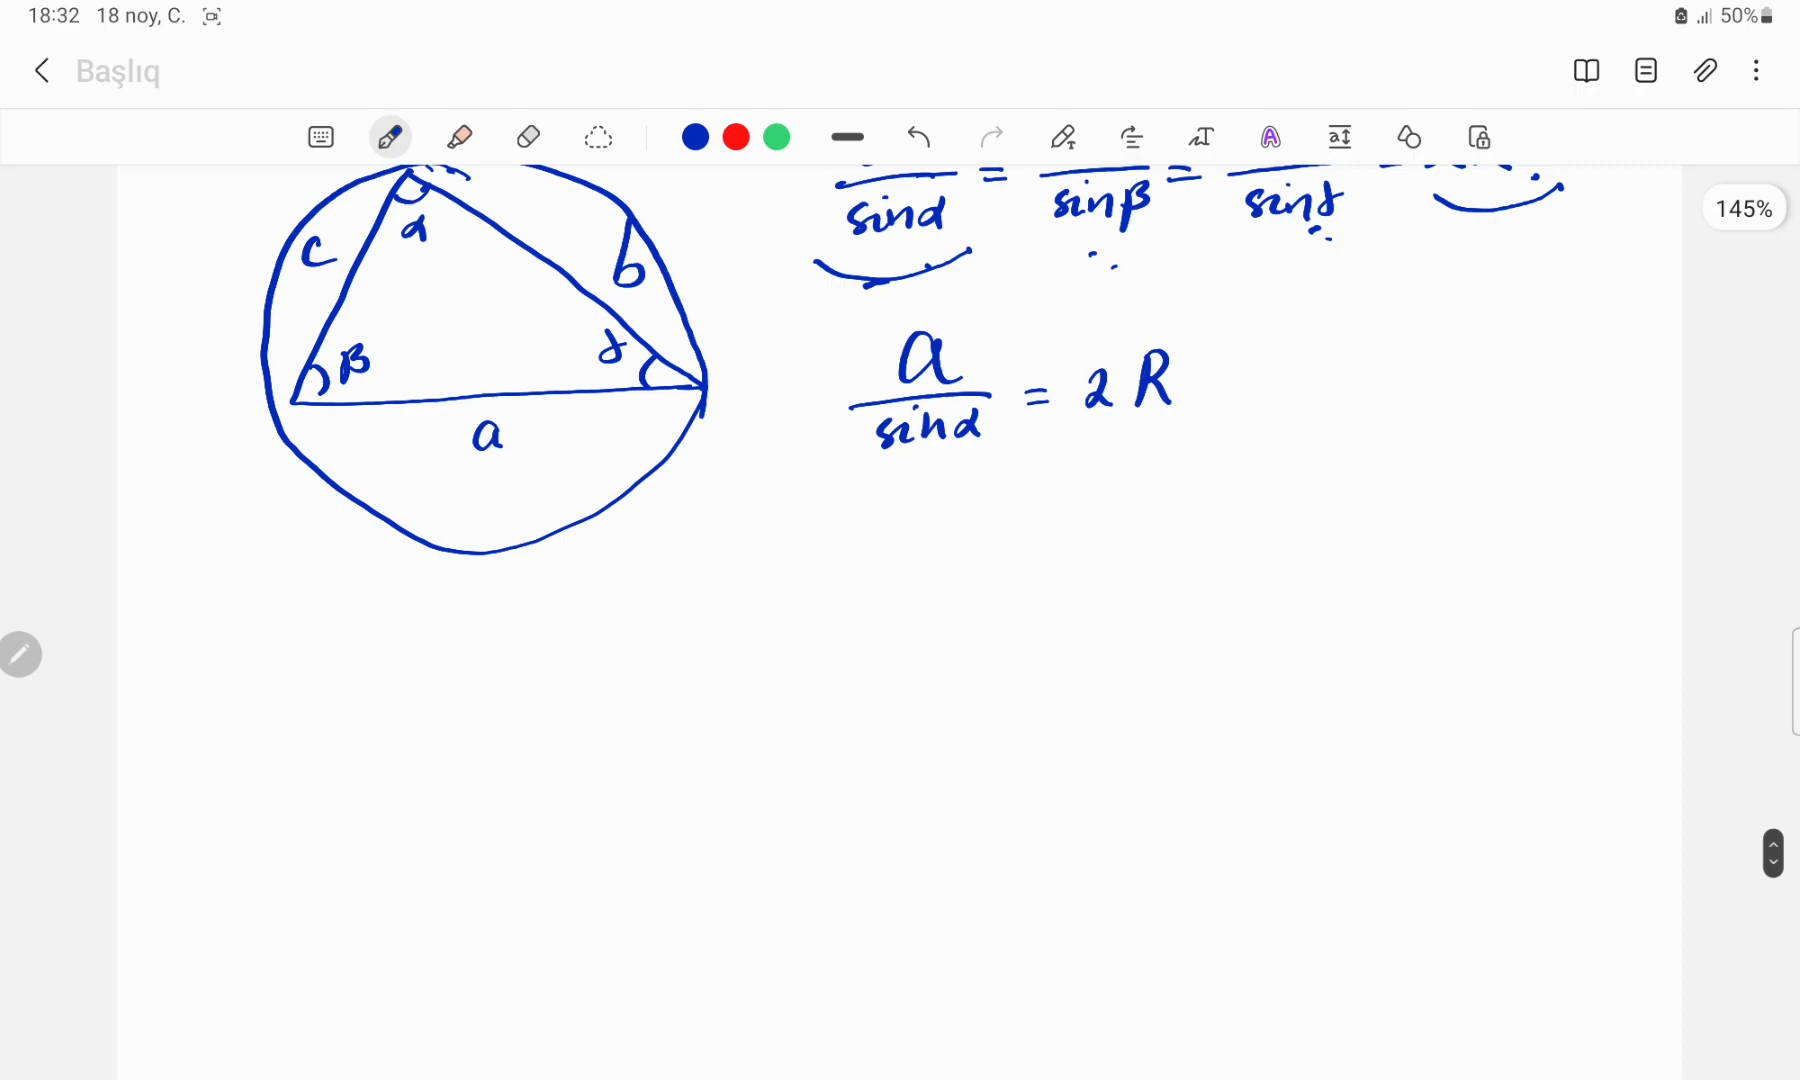 18:32 18 noy, C. 50%
Başlıq
145%
sinα = sinβ = sinγ
C
α
b
β
γ
a
a
sinα = 2R